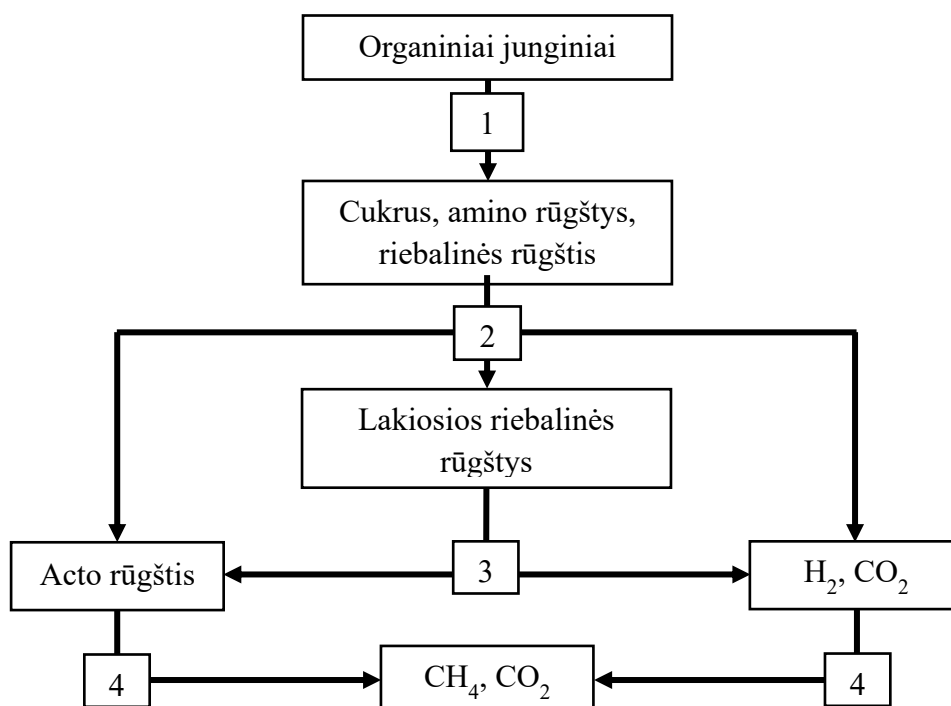 Organiniai junginiai
1
Cukrus, amino rūgštys,
riebalinės rūgštis
2
Lakiosios riebalinės
rūgštys
Acto rūgštis
3
H₂, CO₂
4
CH₄, CO₂
4